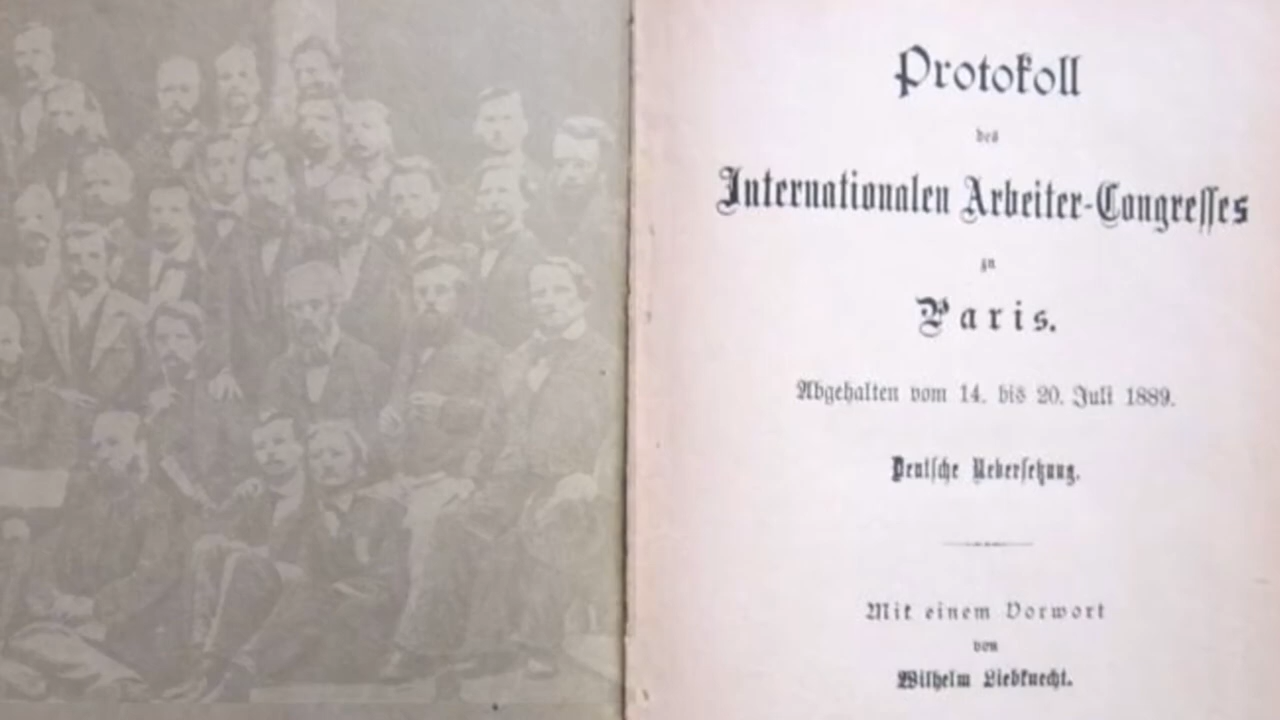 Protokoll
des
Internationalen Arbeiter-Congresses
zu
Paris.
Abgehalten vom 14. bis 20. Juli 1889.
Deutsche Uebersetzung.
Mit einem Vorwort
von
Wilhelm Liebknecht.